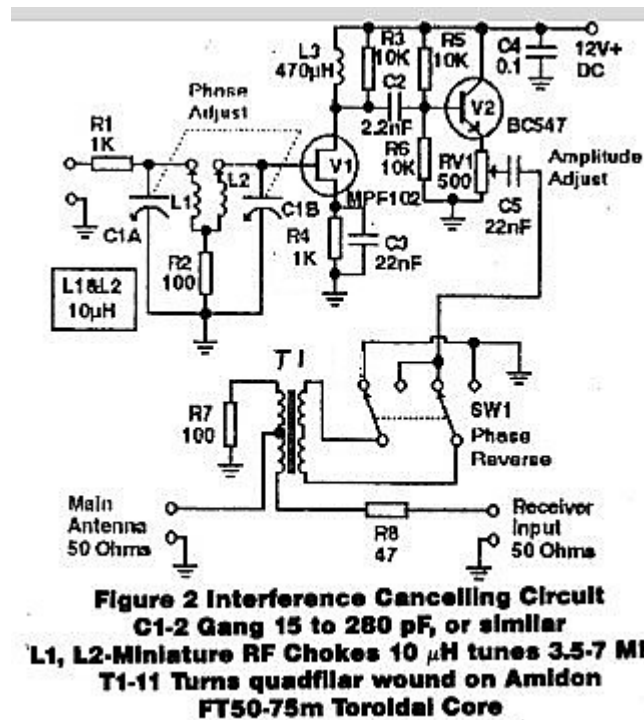 R3
10K
R5
10K
C4
0.1
12V+
DC
L3
470µH
C2
2.2nF
V2
BC547
Phase
Adjust
R1
1K
L1
L2
V1
MPF102
R6
10K
RV1
500
Amplitude
Adjust
C5
22nF
C1A
C1B
R4
1K
C3
22nF
R2
100
L1&L2
10µH
T1
R7
100
SW1
Phase
Reverse
Main
Antenna
50 Ohms
R8
47
Receiver
Input
50 Ohms
Figure 2 Interference Cancelling Circuit
C1-2 Gang 15 to 280 pF, or similar
L1, L2-Miniature RF Chokes 10 µH tunes 3.5-7 M
T1-11 Turns quadfilar wound on Amidon
FT50-75m Toroidal Core